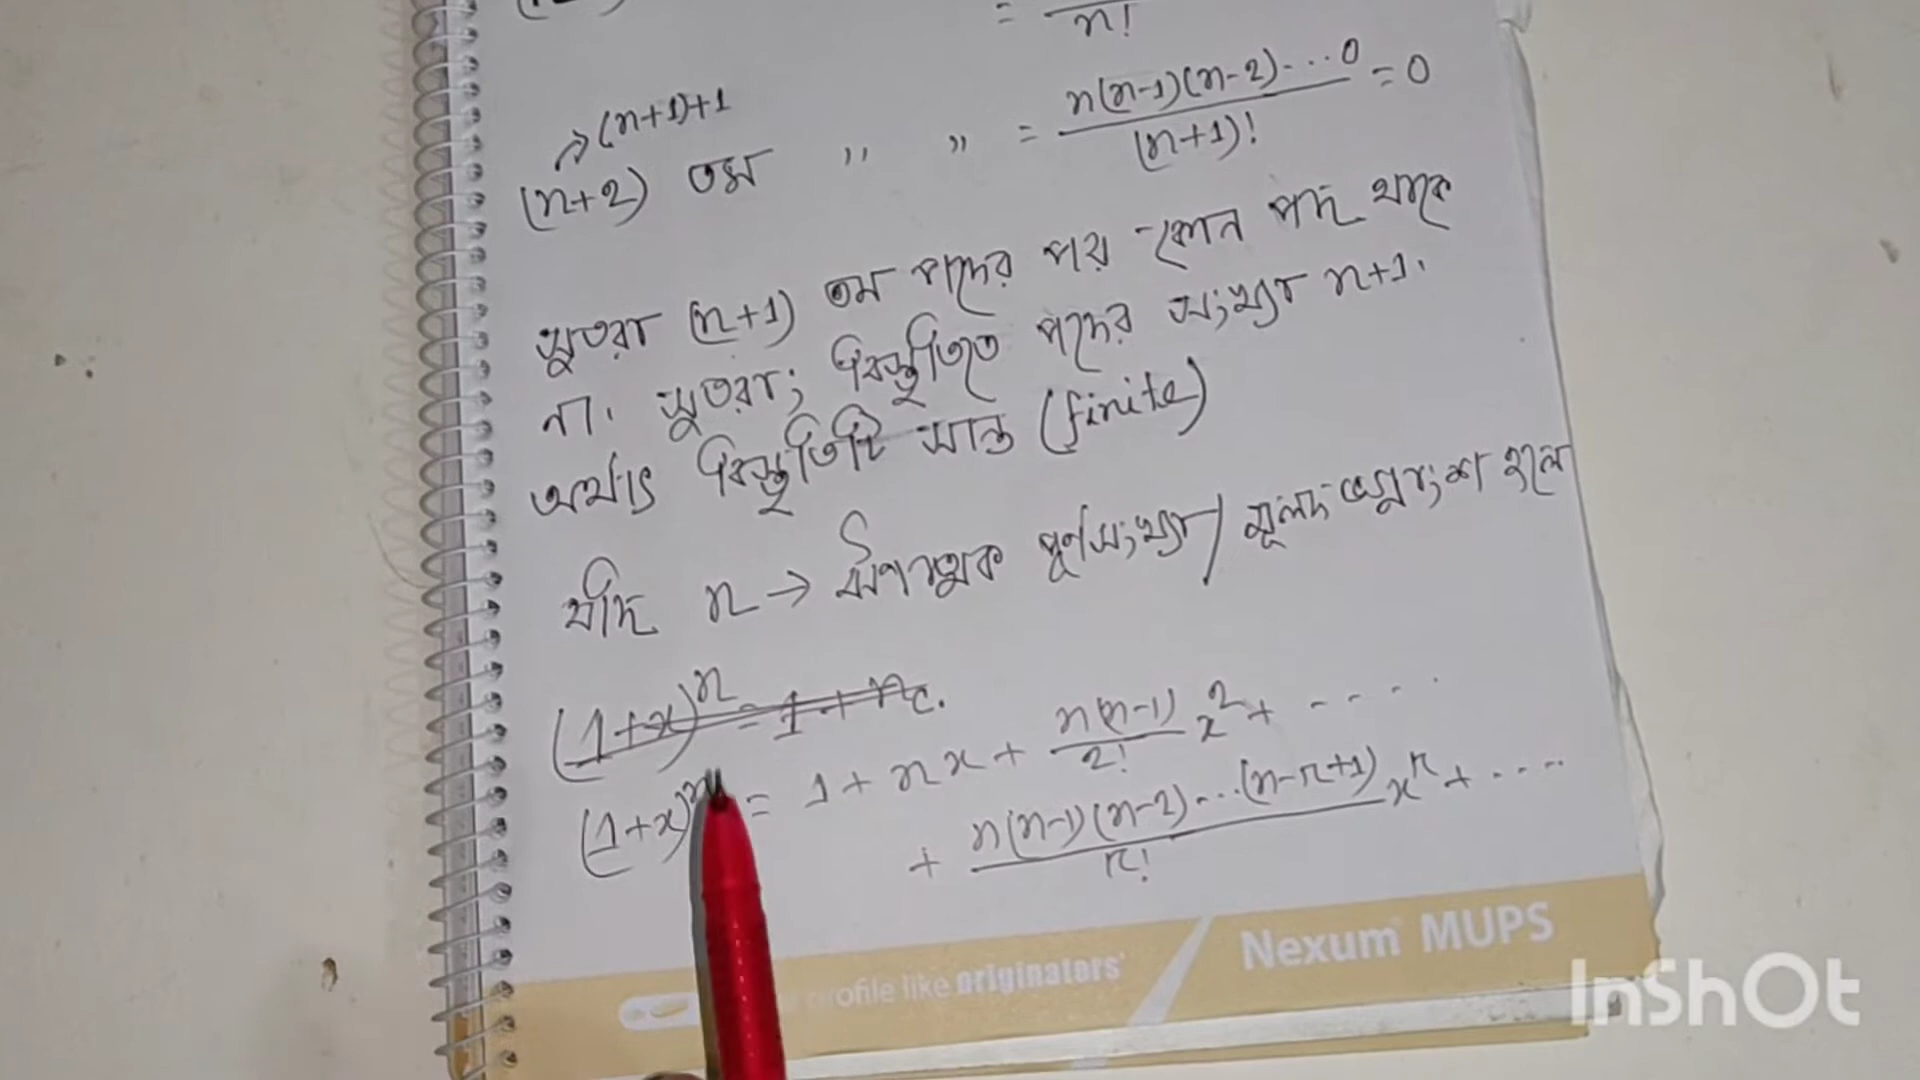 = n!
(n+1)+1
(n+2) তম " " = n(n-1)(n-2)...0 / (n+1)! = 0
সুতরা (n+1) তম পদের পর কোন পদ থাকে
না। সুতরাং বিস্তৃতিতে পদের সংখ্যা n+1.
অর্থাৎ বিস্তৃতিটি সান্ত (finite)
যদি n → ঋণাত্মক পূর্ণসংখ্যা/মূলদ ভগ্নাংশ হলে
(1+x)^n = 1 + nc.
(1+x)^n = 1 + nx + n(n-1)/2! x^2 + ....
+ n(n-1)(n-2)...(n-r+1)/r! x^r + ....
profile like originators
Nexum MUPS
InShOt